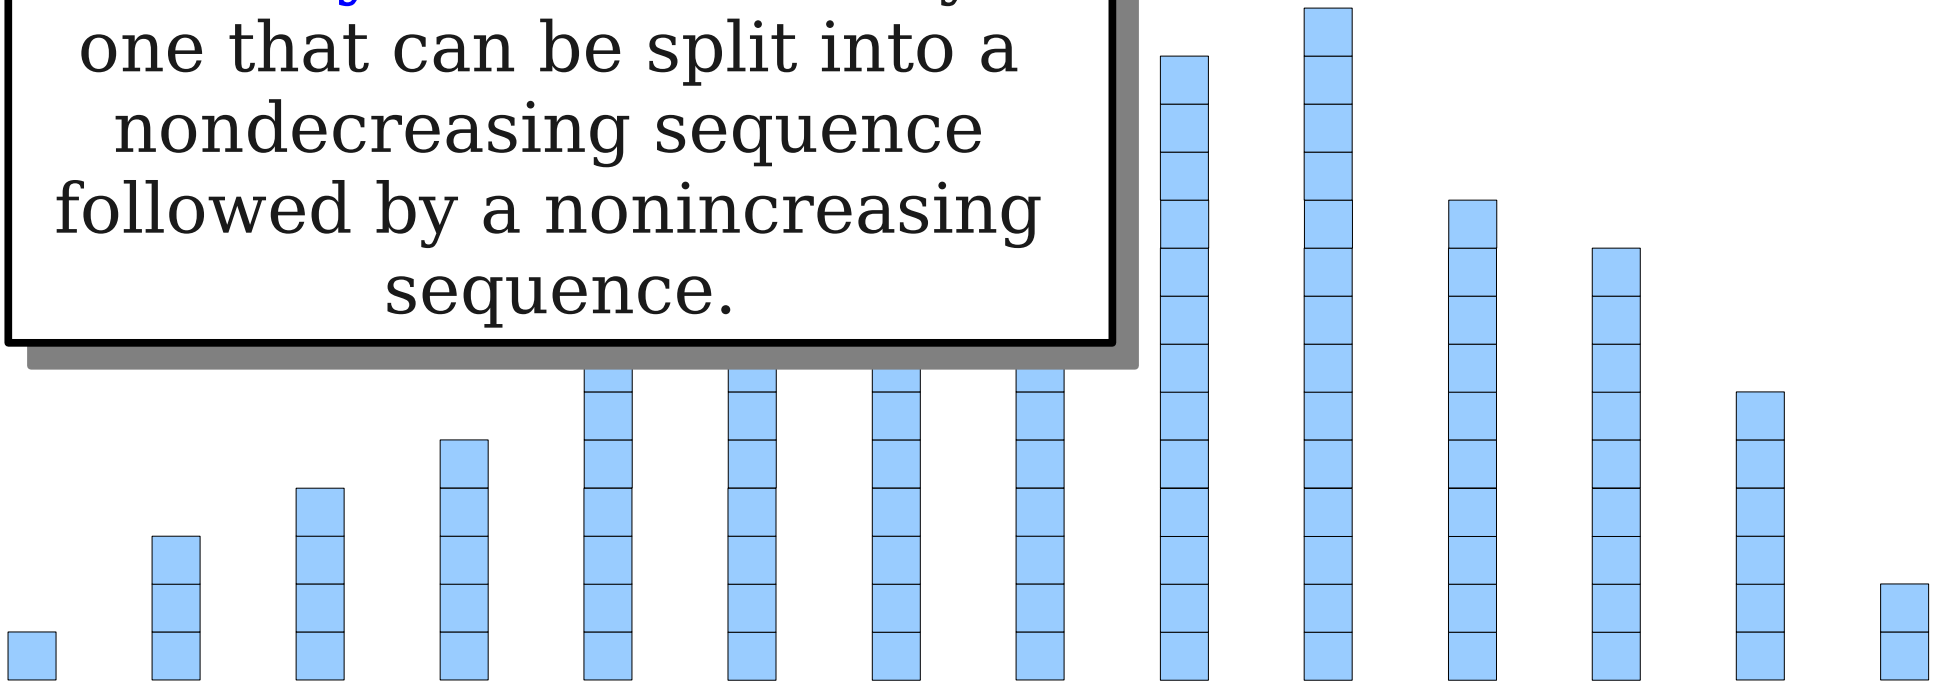 one that can be split into a
nondecreasing sequence
followed by a nonincreasing
sequence.